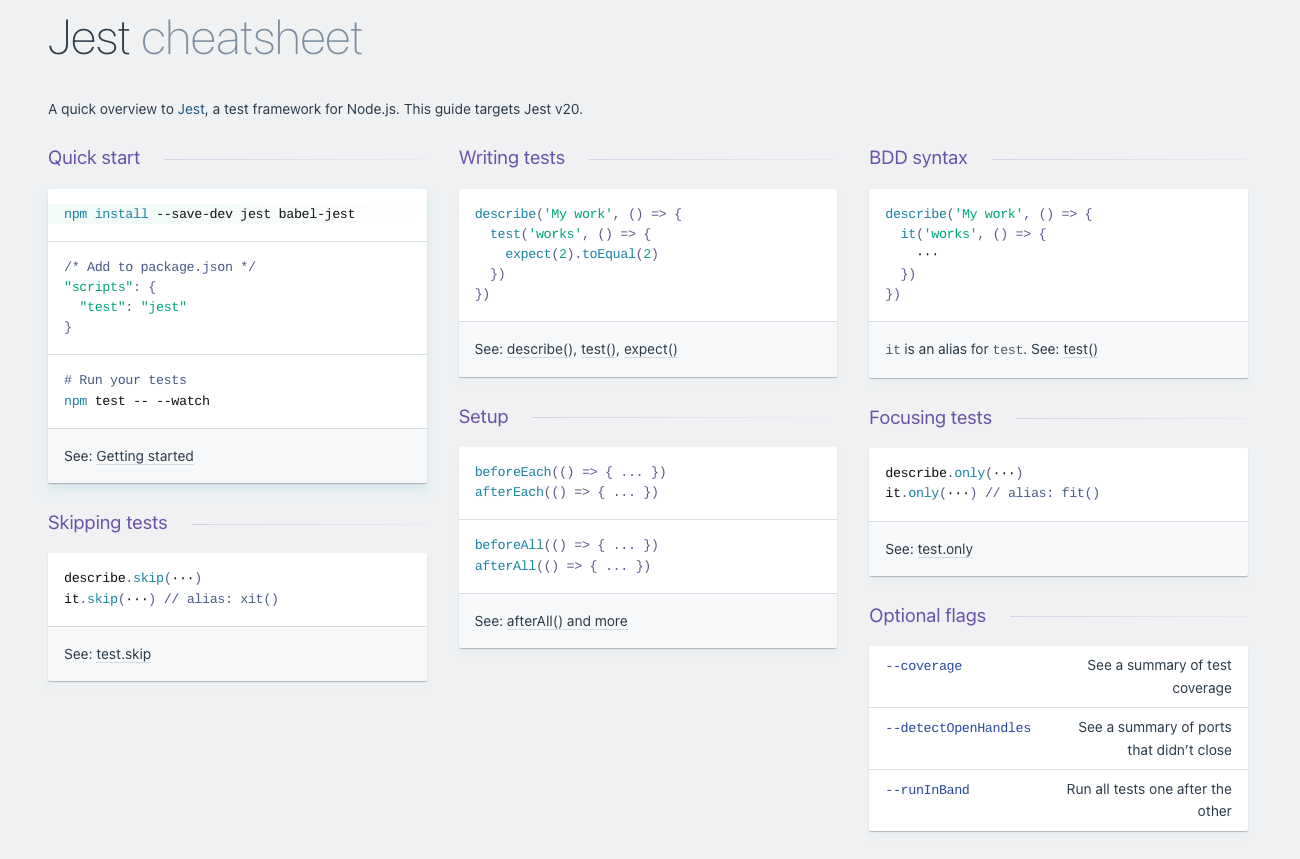 Jest cheatsheet
A quick overview to Jest, a test framework for Node.js. This guide targets Jest v20.
Quick start
npm install --save-dev jest babel-jest
/* Add to package.json */
"scripts": {
  "test": "jest"
}
# Run your tests
npm test -- --watch
See: Getting started
Skipping tests
describe.skip(···)
it.skip(···) // alias: xit()
See: test.skip
Writing tests
describe('My work', () => {
  test('works', () => {
    expect(2).toEqual(2)
  })
})
See: describe(), test(), expect()
Setup
beforeEach(() => { ... })
afterEach(() => { ... })
beforeAll(() => { ... })
afterAll(() => { ... })
See: afterAll() and more
BDD syntax
describe('My work', () => {
  it('works', () => {
    ···
  })
})
it is an alias for test. See: test()
Focusing tests
describe.only(···)
it.only(···) // alias: fit()
See: test.only
Optional flags
--coverage See a summary of test
coverage
--detectOpenHandles See a summary of ports
that didn’t close
--runInBand Run all tests one after the
other